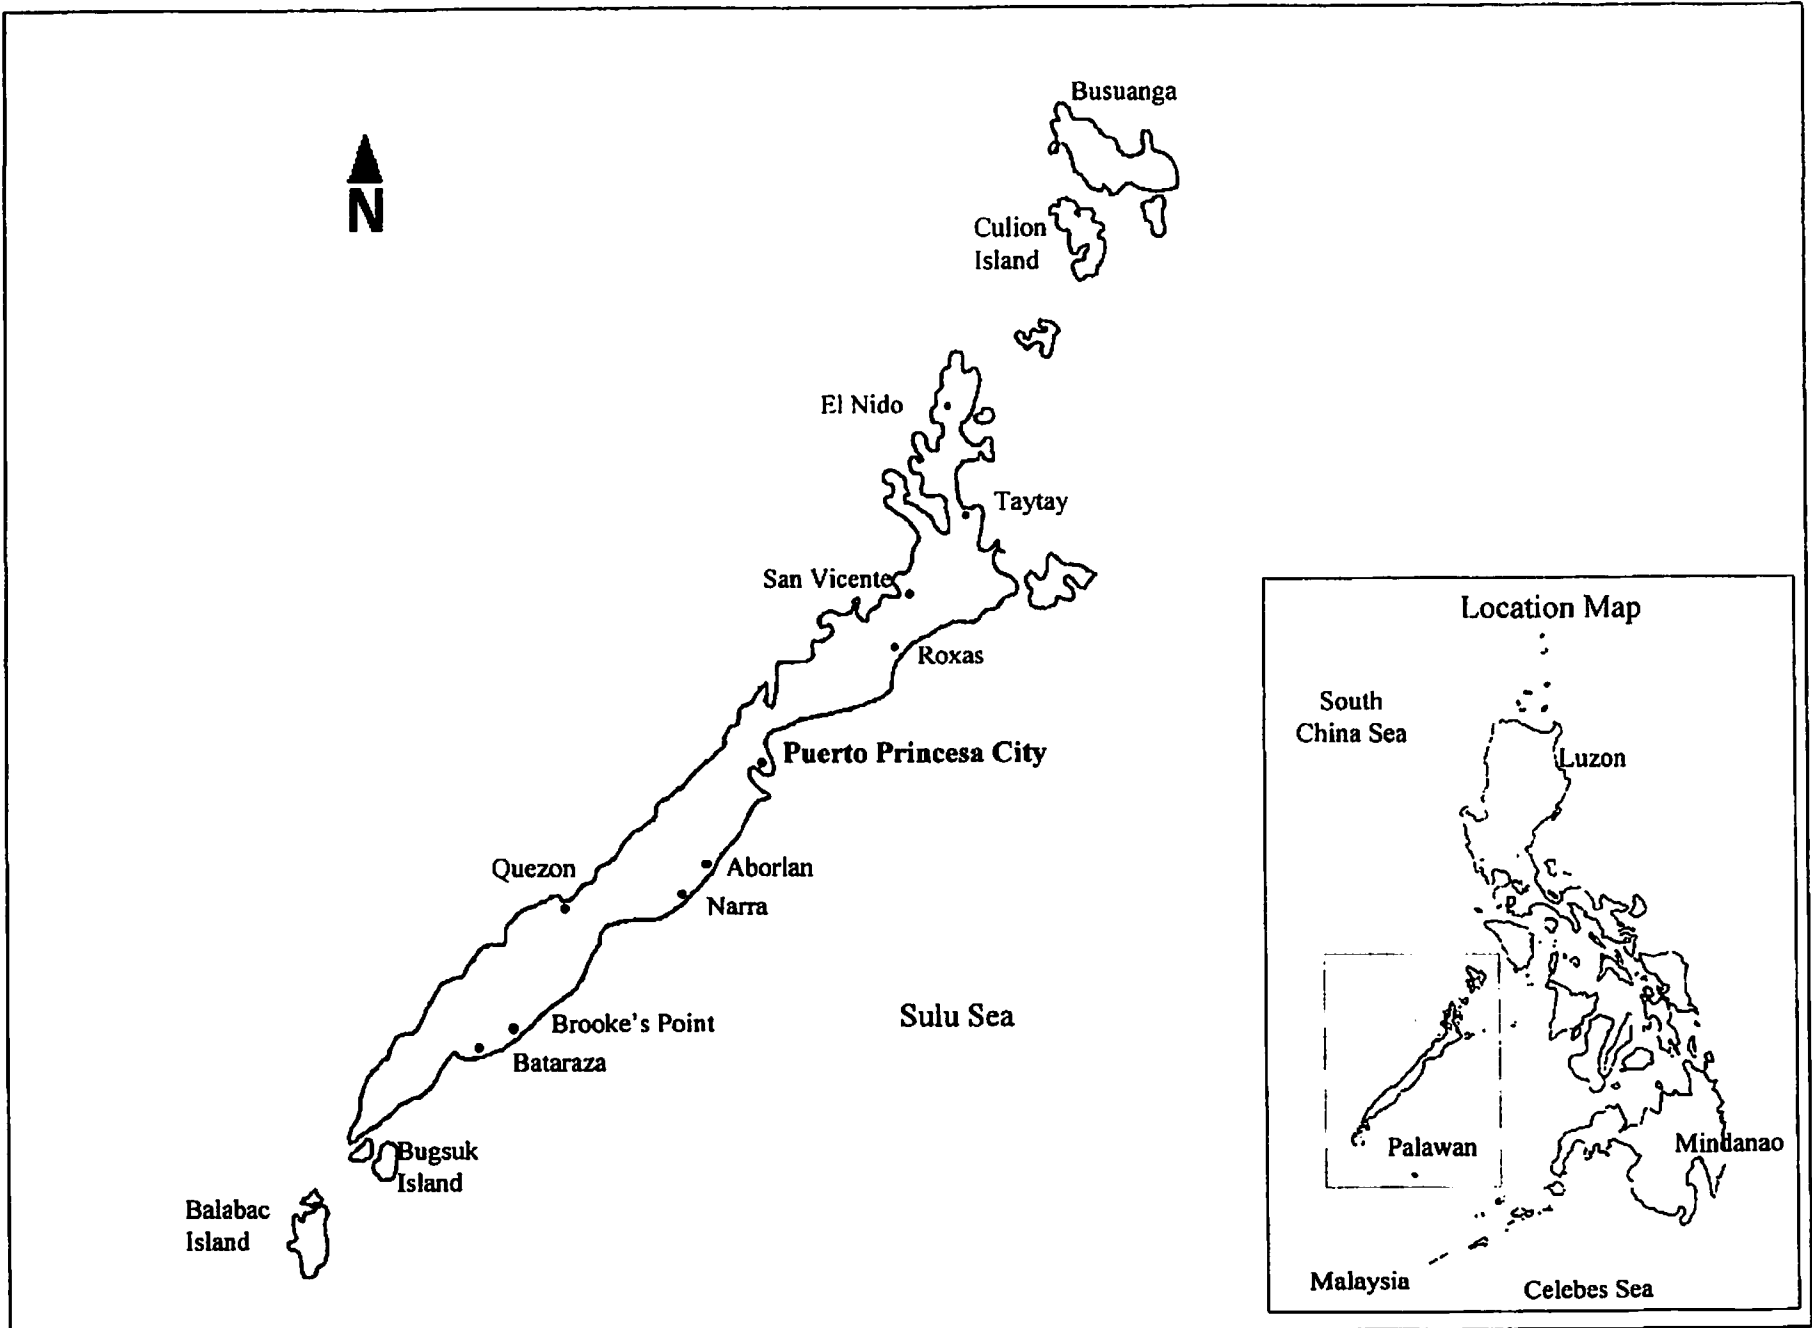 Busuanga
N
Culion
Island
El Nido
Taytay
San Vicente
Roxas
Puerto Princesa City
Quezon
Aborlan
Narra
Sulu Sea
Brooke's Point
Bataraza
Bugsuk
Island
Balabac
Island
Location Map
South
China Sea
Luzon
Palawan
Mindanao
Malaysia
Celebes Sea